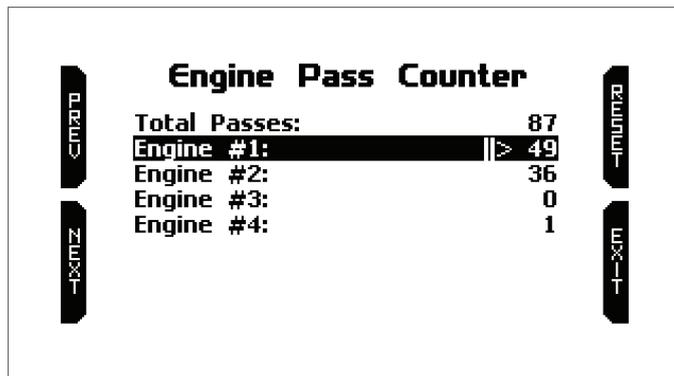 Engine Pass Counter
Total Passes: 87
Engine #1: ||> 49
Engine #2: 36
Engine #3: 0
Engine #4: 1
PREV
NEXT
RESET
EXIT